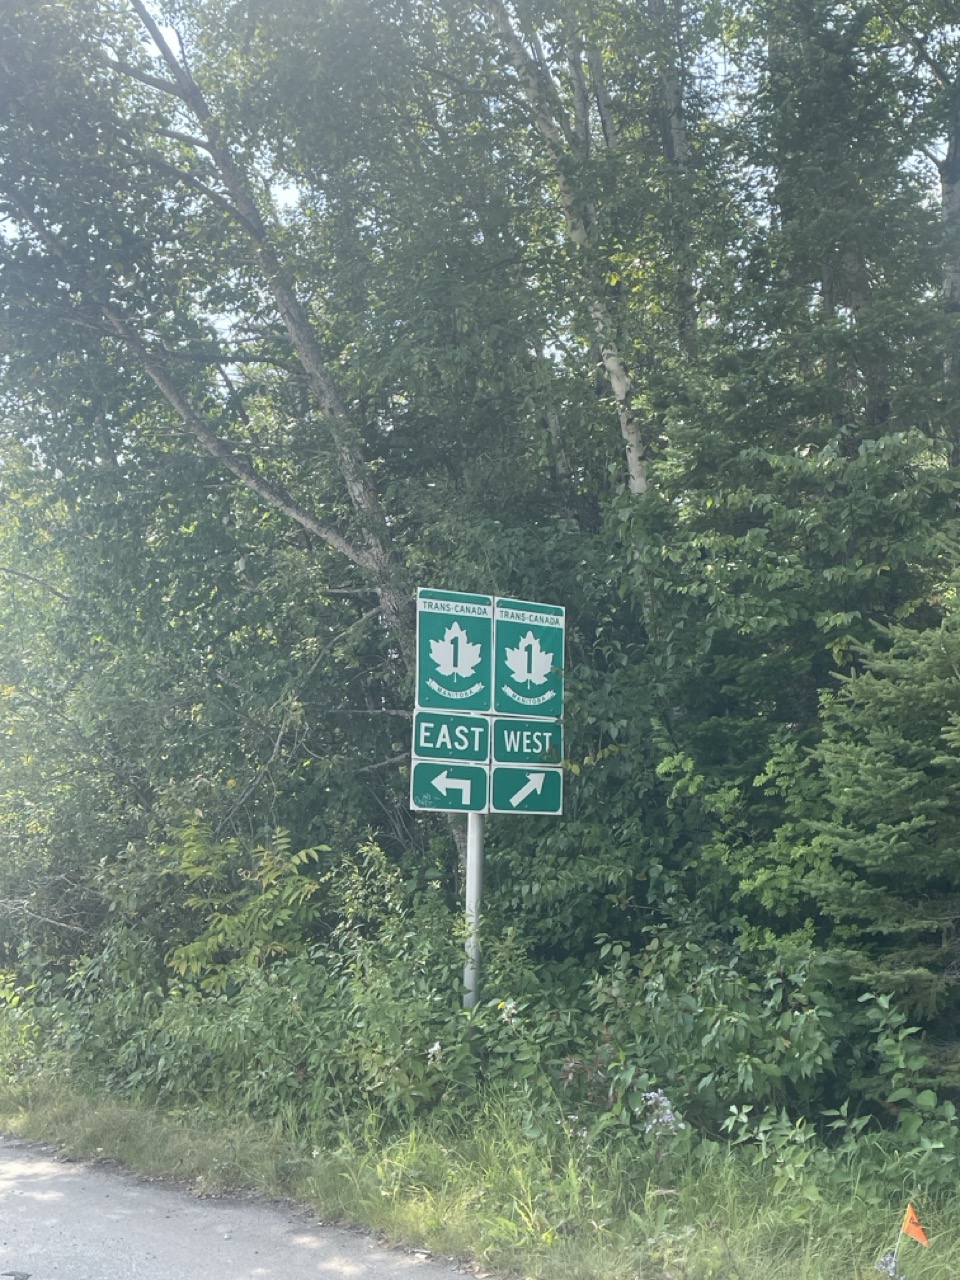 TRANS-CANADA
1
MANITOBA
EAST
TRANS-CANADA
1
MANITOBA
WEST